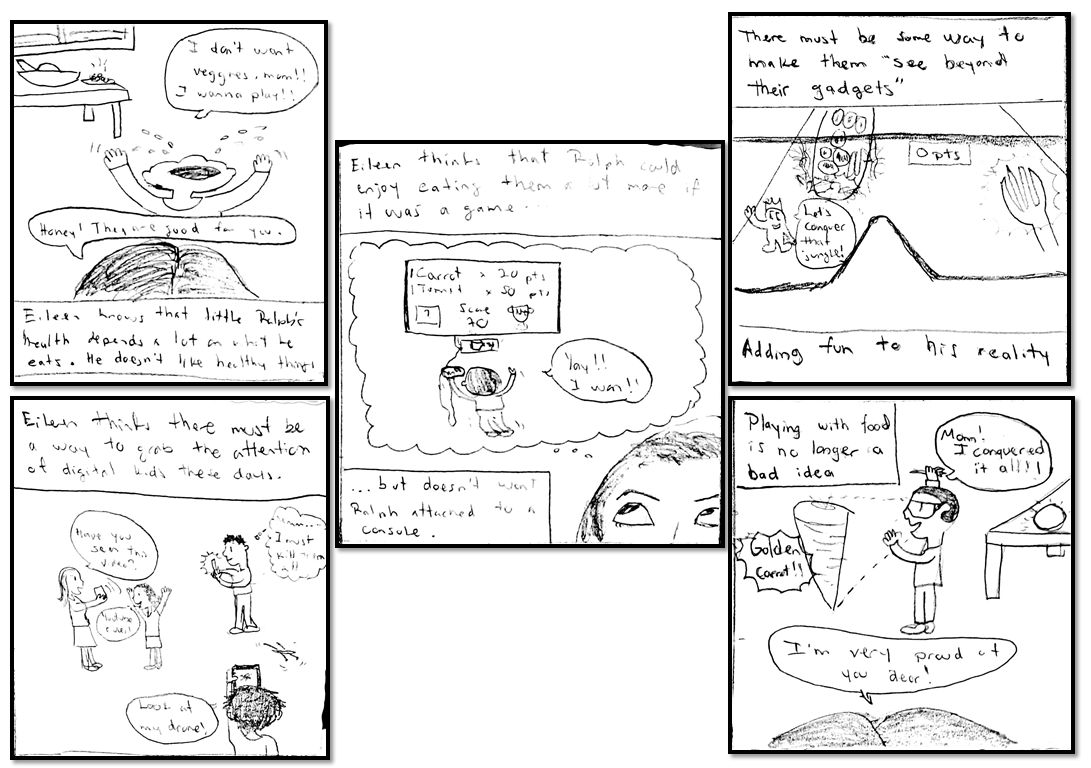 I don't want
veggies, mom!!
I wanna play!!
Honey! They are good for you.
Eileen knows that little Ralph's
health depends a lot on what he
eats. He doesn't like healthy things
Eileen thinks there must be
a way to grab the attention
of digital kids these days.
Have you
seen this
video?
I must
kill them
all
Look at
my drone!
Eileen thinks that Ralph could
enjoy eating them a lot more if
it was a game...
1 Carrot x 20 pts
1 Tomat x 50 pts
?
Score
70
Yay!!
I won!!
...but doesn't want
Ralph attached to a
console.
There must be some way to
make them "see beyond
their gadgets"
0 pts
Let's
conquer
that
jungle!
Adding fun to his reality
Playing with food
is no longer a
bad idea
Mom!
I conquered
it all!!
Golden
Carrot!!
I'm very proud of
you dear!